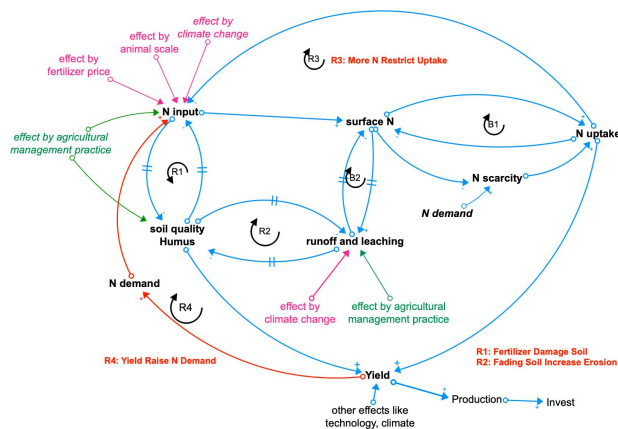 effect by
climate change
effect by
animal scale
effect by
fertilizer price
R3
R3: More N Restrict Uptake
N input
surface N
B1
N uptake
effect by agricultural
management practice
R1
B2
N scarcity
N demand
soil quality
Humus
R2
runoff and leaching
N demand
effect by
climate change
effect by agricultural
management practice
R4
R4: Yield Raise N Demand
R1: Fertilizer Damage Soil
R2: Fading Soil Increase Erosion
Yield
other effects like
technology, climate
Production
Invest